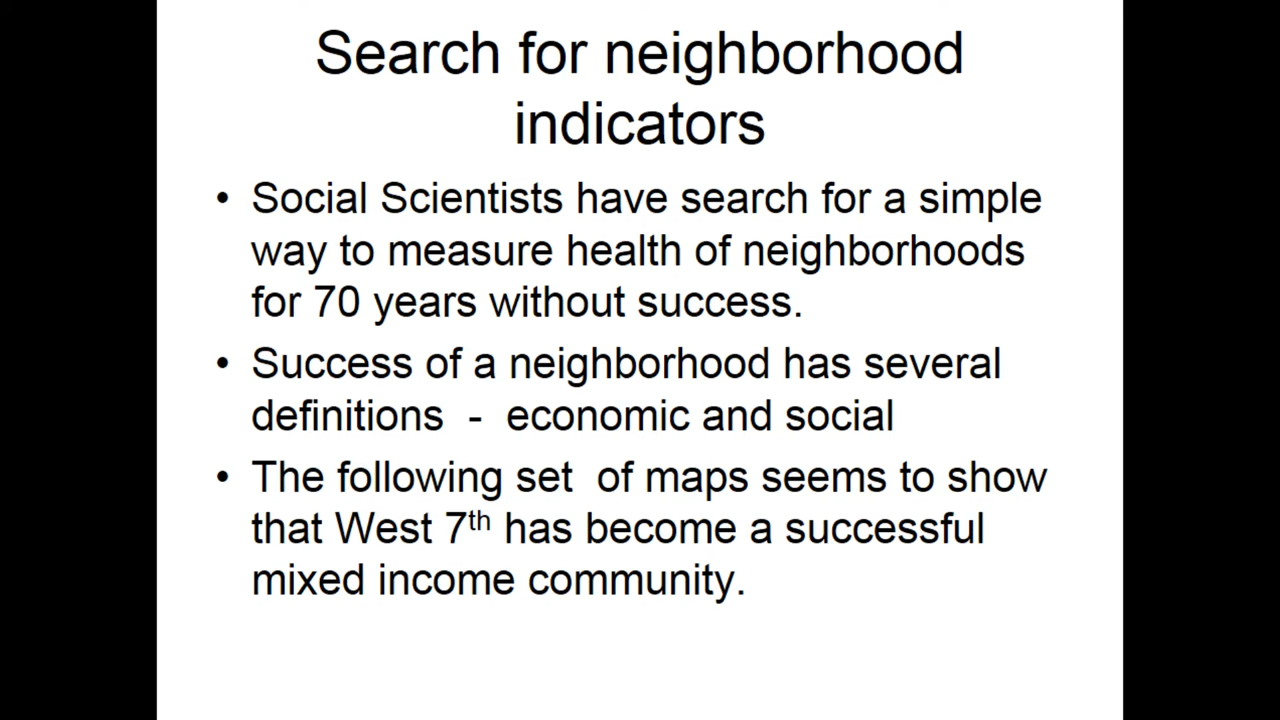 Search for neighborhood
indicators
• Social Scientists have search for a simple
way to measure health of neighborhoods
for 70 years without success.
• Success of a neighborhood has several
definitions - economic and social
• The following set of maps seems to show
that West 7th has become a successful
mixed income community.